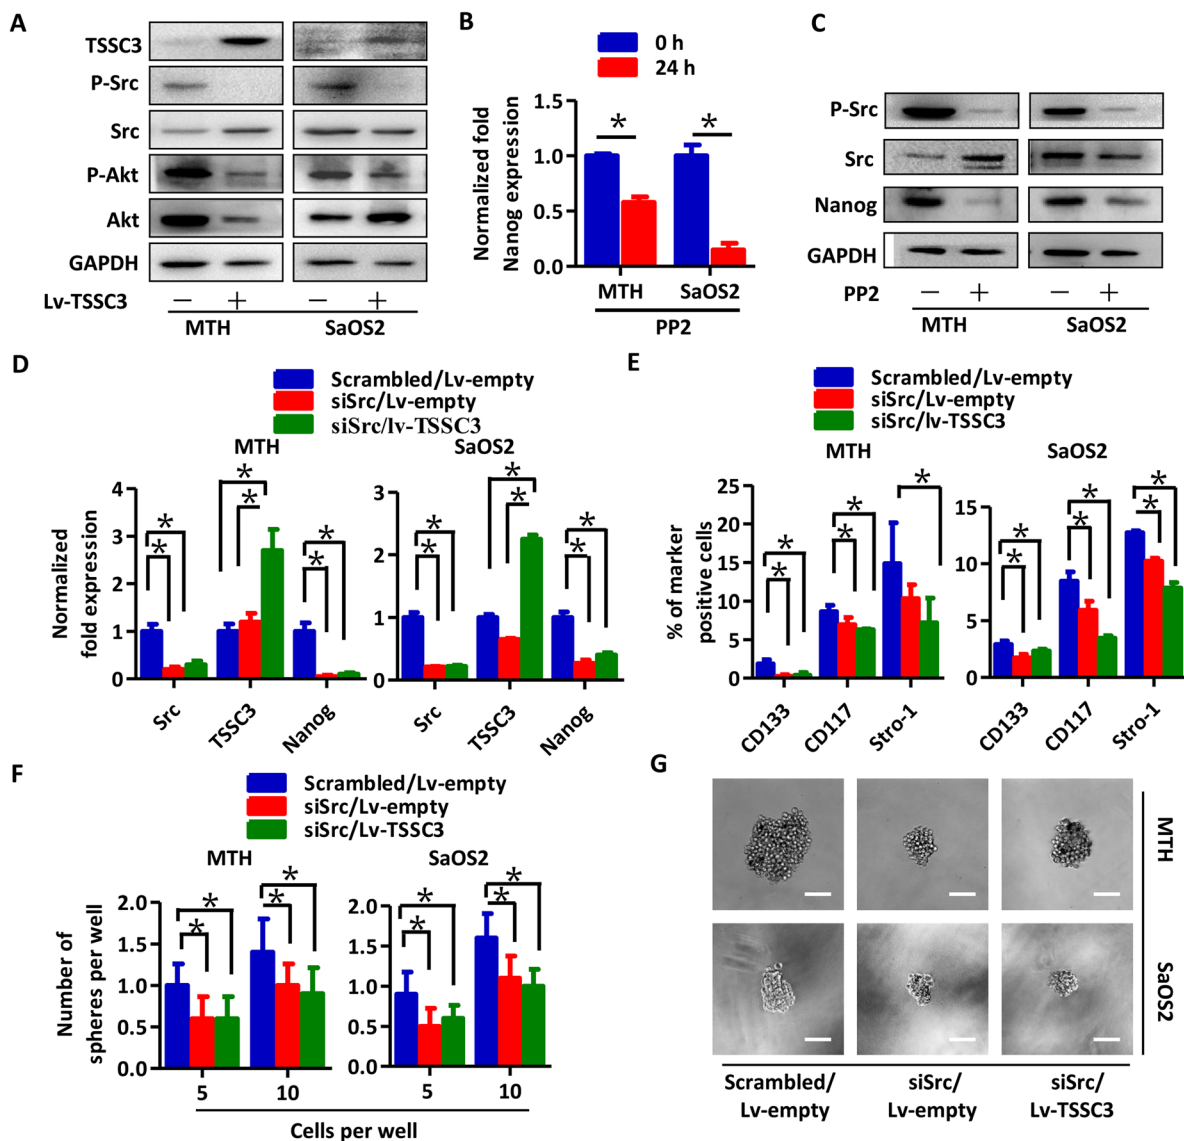 A
TSSC3
P-Src
Src
P-Akt
Akt
GAPDH
Lv-TSSC3
— + — +
MTH SaOS2
B
0 h
24 h
Normalized fold
Nanog expression
1.5
1.0
0.5
0.0
* *
MTH SaOS2
PP2
C
P-Src
Src
Nanog
GAPDH
PP2
— + — +
MTH SaOS2
D
Scrambled/Lv-empty
siSrc/Lv-empty
siSrc/lv-TSSC3
MTH
SaOS2
Normalized
fold expression
4
3
2
1
0
* * * * * *
Src TSSC3 Nanog
3
2
1
0
* * * * * *
Src TSSC3 Nanog
E
Scrambled/Lv-empty
siSrc/Lv-empty
siSrc/lv-TSSC3
MTH
SaOS2
% of marker
positive cells
25
20
15
10
5
0
* * * * *
CD133 CD117 Stro-1
15
10
5
0
* * * * * *
CD133 CD117 Stro-1
F
Scrambled/Lv-empty
siSrc/Lv-empty
siSrc/Lv-TSSC3
MTH
SaOS2
Number of
spheres per well
2.0
1.5
1.0
0.5
0.0
* * * *
5 10
2.0
1.5
1.0
0.5
0.0
* * * *
5 10
Cells per well
G
MTH
SaOS2
Scrambled/
Lv-empty
siSrc/
Lv-empty
siSrc/
Lv-TSSC3